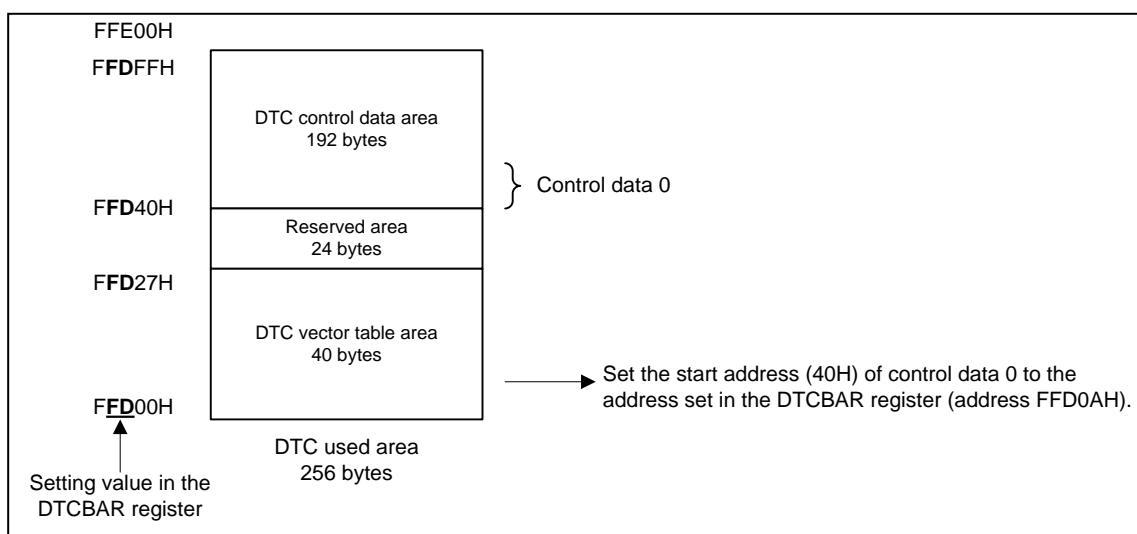 FFE00H
FFDFFH
DTC control data area
192 bytes
Control data 0
FFD40H
Reserved area
24 bytes
FFD27H
DTC vector table area
40 bytes
Set the start address (40H) of control data 0 to the
address set in the DTCBAR register (address FFD0AH).
FFD00H
DTC used area
256 bytes
Setting value in the
DTCBAR register